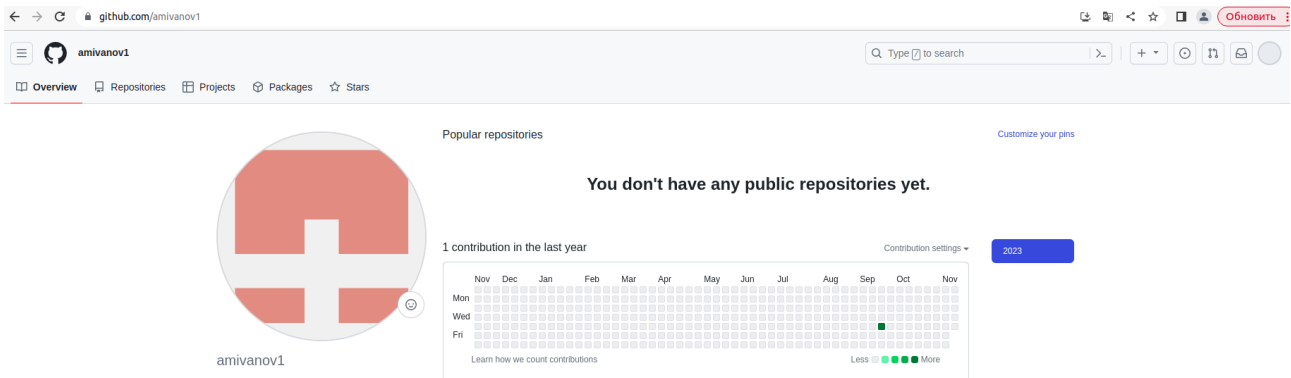 github.com/amivanov1
Обновить
amivanov1
Type / to search
Overview Repositories Projects Packages Stars
Popular repositories Customize your pins
You don't have any public repositories yet.
1 contribution in the last year Contribution settings 2023
Nov Dec Jan Feb Mar Apr May Jun Jul Aug Sep Oct Nov
Mon
Wed
Fri
Learn how we count contributions Less More
amivanov1